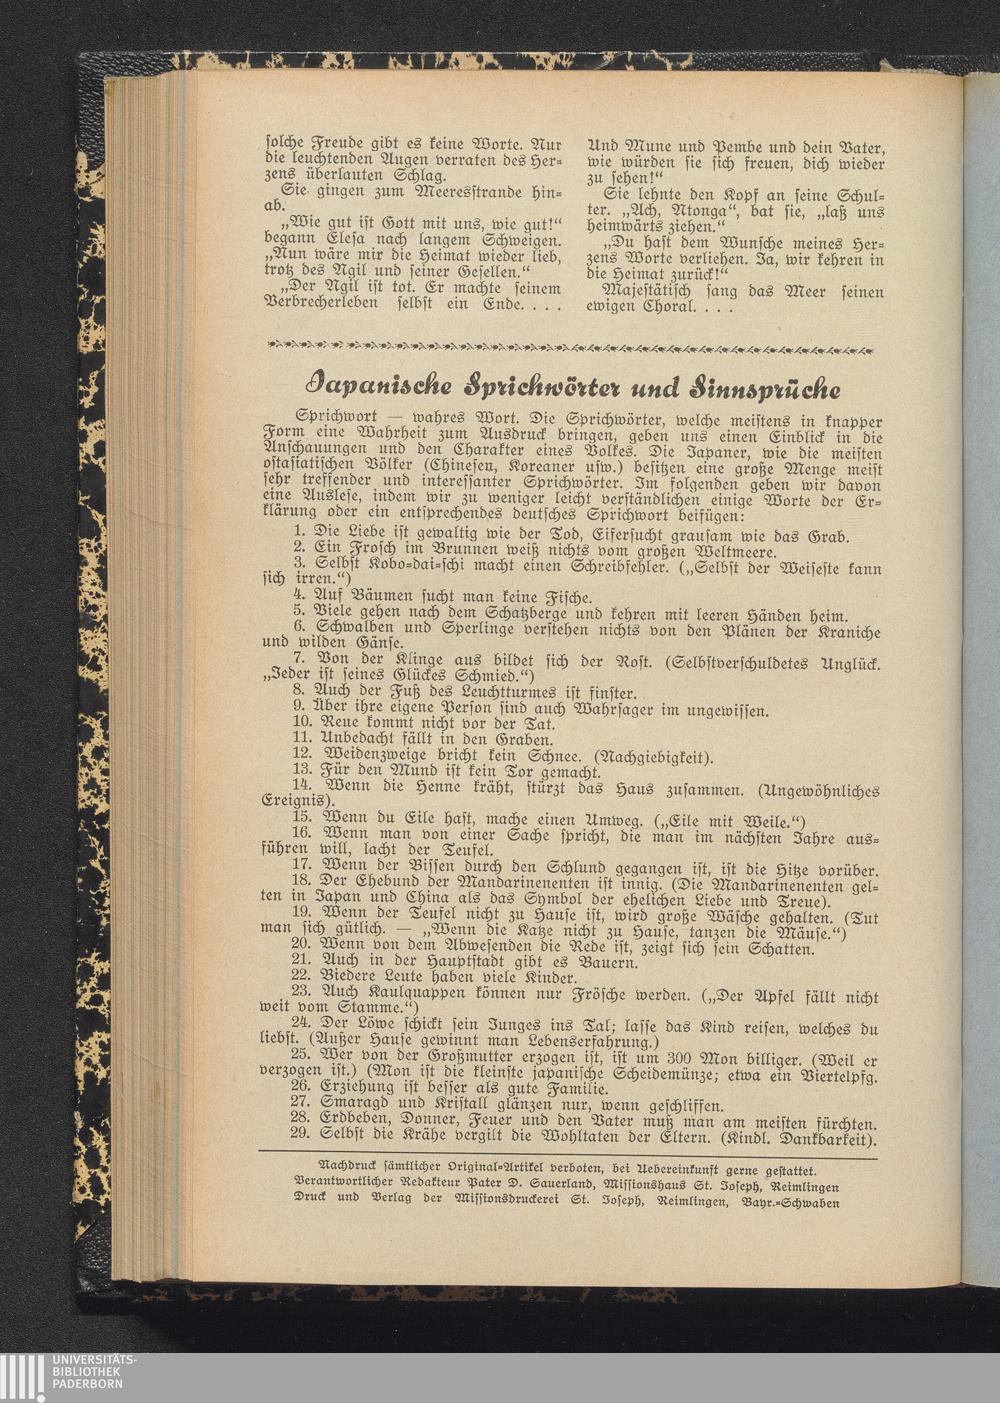 solche Freude gibt es keine Worte. Nur
die leuchtenden Augen verraten des Her-
zens überlauten Schlag.
Sie gingen zum Meeresstrande hin-
ab.
„Wie gut ist Gott mit uns, wie gut!“
begann Elesa nach langem Schweigen.
„Nun wäre mir die Heimat wieder lieb,
trotz des Ngil und seiner Gesellen.“
„Der Ngil ist tot. Er machte seinem
Verbrecherleben selbst ein Ende. . . .
Und Mune und Pembe und dein Vater,
wie würden sie sich freuen, dich wieder
zu sehen!“
Sie lehnte den Kopf an seine Schul-
ter. „Ach, Ntonga“, bat sie, „laß uns
heimwärts ziehen.“
„Du hast dem Wunsche meines Her-
zens Worte verliehen. Ja, wir kehren in
die Heimat zurück!“
Majestätisch sang das Meer seinen
ewigen Choral. . . .
Japanische Sprichwörter und Sinnsprüche
Sprichwort — wahres Wort. Die Sprichwörter, welche meistens in knapper
Form eine Wahrheit zum Ausdruck bringen, geben uns einen Einblick in die
Anschauungen und den Charakter eines Volkes. Die Japaner, wie die meisten
ostasiatischen Völker (Chinesen, Koreaner usw.) besitzen eine große Menge meist
sehr treffender und interessanter Sprichwörter. Im folgenden geben wir davon
eine Auslese, indem wir zu weniger leicht verständlichen einige Worte der Er-
klärung oder ein entsprechendes deutsches Sprichwort beifügen:
1. Die Liebe ist gewaltig wie der Tod, Eifersucht grausam wie das Grab.
2. Ein Frosch im Brunnen weiß nichts vom großen Weltmeere.
3. Selbst Kobo-dai-schi macht einen Schreibfehler. („Selbst der Weiseste kann
sich irren.“)
4. Auf Bäumen sucht man keine Fische.
5. Viele gehen nach dem Schatzberge und kehren mit leeren Händen heim.
6. Schwalben und Sperlinge verstehen nichts von den Plänen der Kraniche
und wilden Gänse.
7. Von der Klinge aus bildet sich der Rost. (Selbstverschuldetes Unglück.
„Jeder ist seines Glückes Schmied.“)
8. Auch der Fuß des Leuchtturmes ist finster.
9. Über ihre eigene Person sind auch Wahrsager im ungewissen.
10. Reue kommt nicht vor der Tat.
11. Unbedacht fällt in den Graben.
12. Weidenzweige bricht kein Schnee. (Nachgiebigkeit).
13. Für den Mund ist kein Tor gemacht.
14. Wenn die Henne kräht, stürzt das Haus zusammen. (Ungewöhnliches
Ereignis).
15. Wenn du Eile hast, mache einen Umweg. („Eile mit Weile.“)
16. Wenn man von einer Sache spricht, die man im nächsten Jahre aus-
führen will, lacht der Teufel.
17. Wenn der Bissen durch den Schlund gegangen ist, ist die Hitze vorüber.
18. Der Ehebund der Mandarinenenten ist innig. (Die Mandarinenenten gel-
ten in Japan und China als das Symbol der ehelichen Liebe und Treue).
19. Wenn der Teufel nicht zu Hause ist, wird große Wäsche gehalten. (Tut
man sich gütlich. — „Wenn die Katze nicht zu Hause, tanzen die Mäuse.“)
20. Wenn von dem Abwesenden die Rede ist, zeigt sich sein Schatten.
21. Auch in der Hauptstadt gibt es Bauern.
22. Biedere Leute haben viele Kinder.
23. Auch Kaulquappen können nur Frösche werden. („Der Apfel fällt nicht
weit vom Stamme.“)
24. Der Löwe schickt sein Junges ins Tal; lasse das Kind reisen, welches du
liebst. (Außer Hause gewinnt man Lebenserfahrung.)
25. Wer von der Großmutter erzogen ist, ist um 300 Mon billiger. (Weil er
verzogen ist.) (Mon ist die kleinste japanische Scheidemünze; etwa ein Viertelpfg.
26. Erziehung ist besser als gute Familie.
27. Smaragd und Kristall glänzen nur, wenn geschliffen.
28. Erdbeben, Donner, Feuer und den Vater muß man am meisten fürchten.
29. Selbst die Krähe vergilt die Wohltaten der Eltern. (Kindl. Dankbarkeit).
Nachdruck sämtlicher Original-Artikel verboten, bei Uebereinkunft gerne gestattet.
Verantwortlicher Redakteur Pater D. Sauerland, Missionshaus St. Joseph, Reimlingen
Druck und Verlag der Missionsdruckerei St. Joseph, Reimlingen, Bayr.-Schwaben
UNIVERSITÄTS-
BIBLIOTHEK
PADERBORN